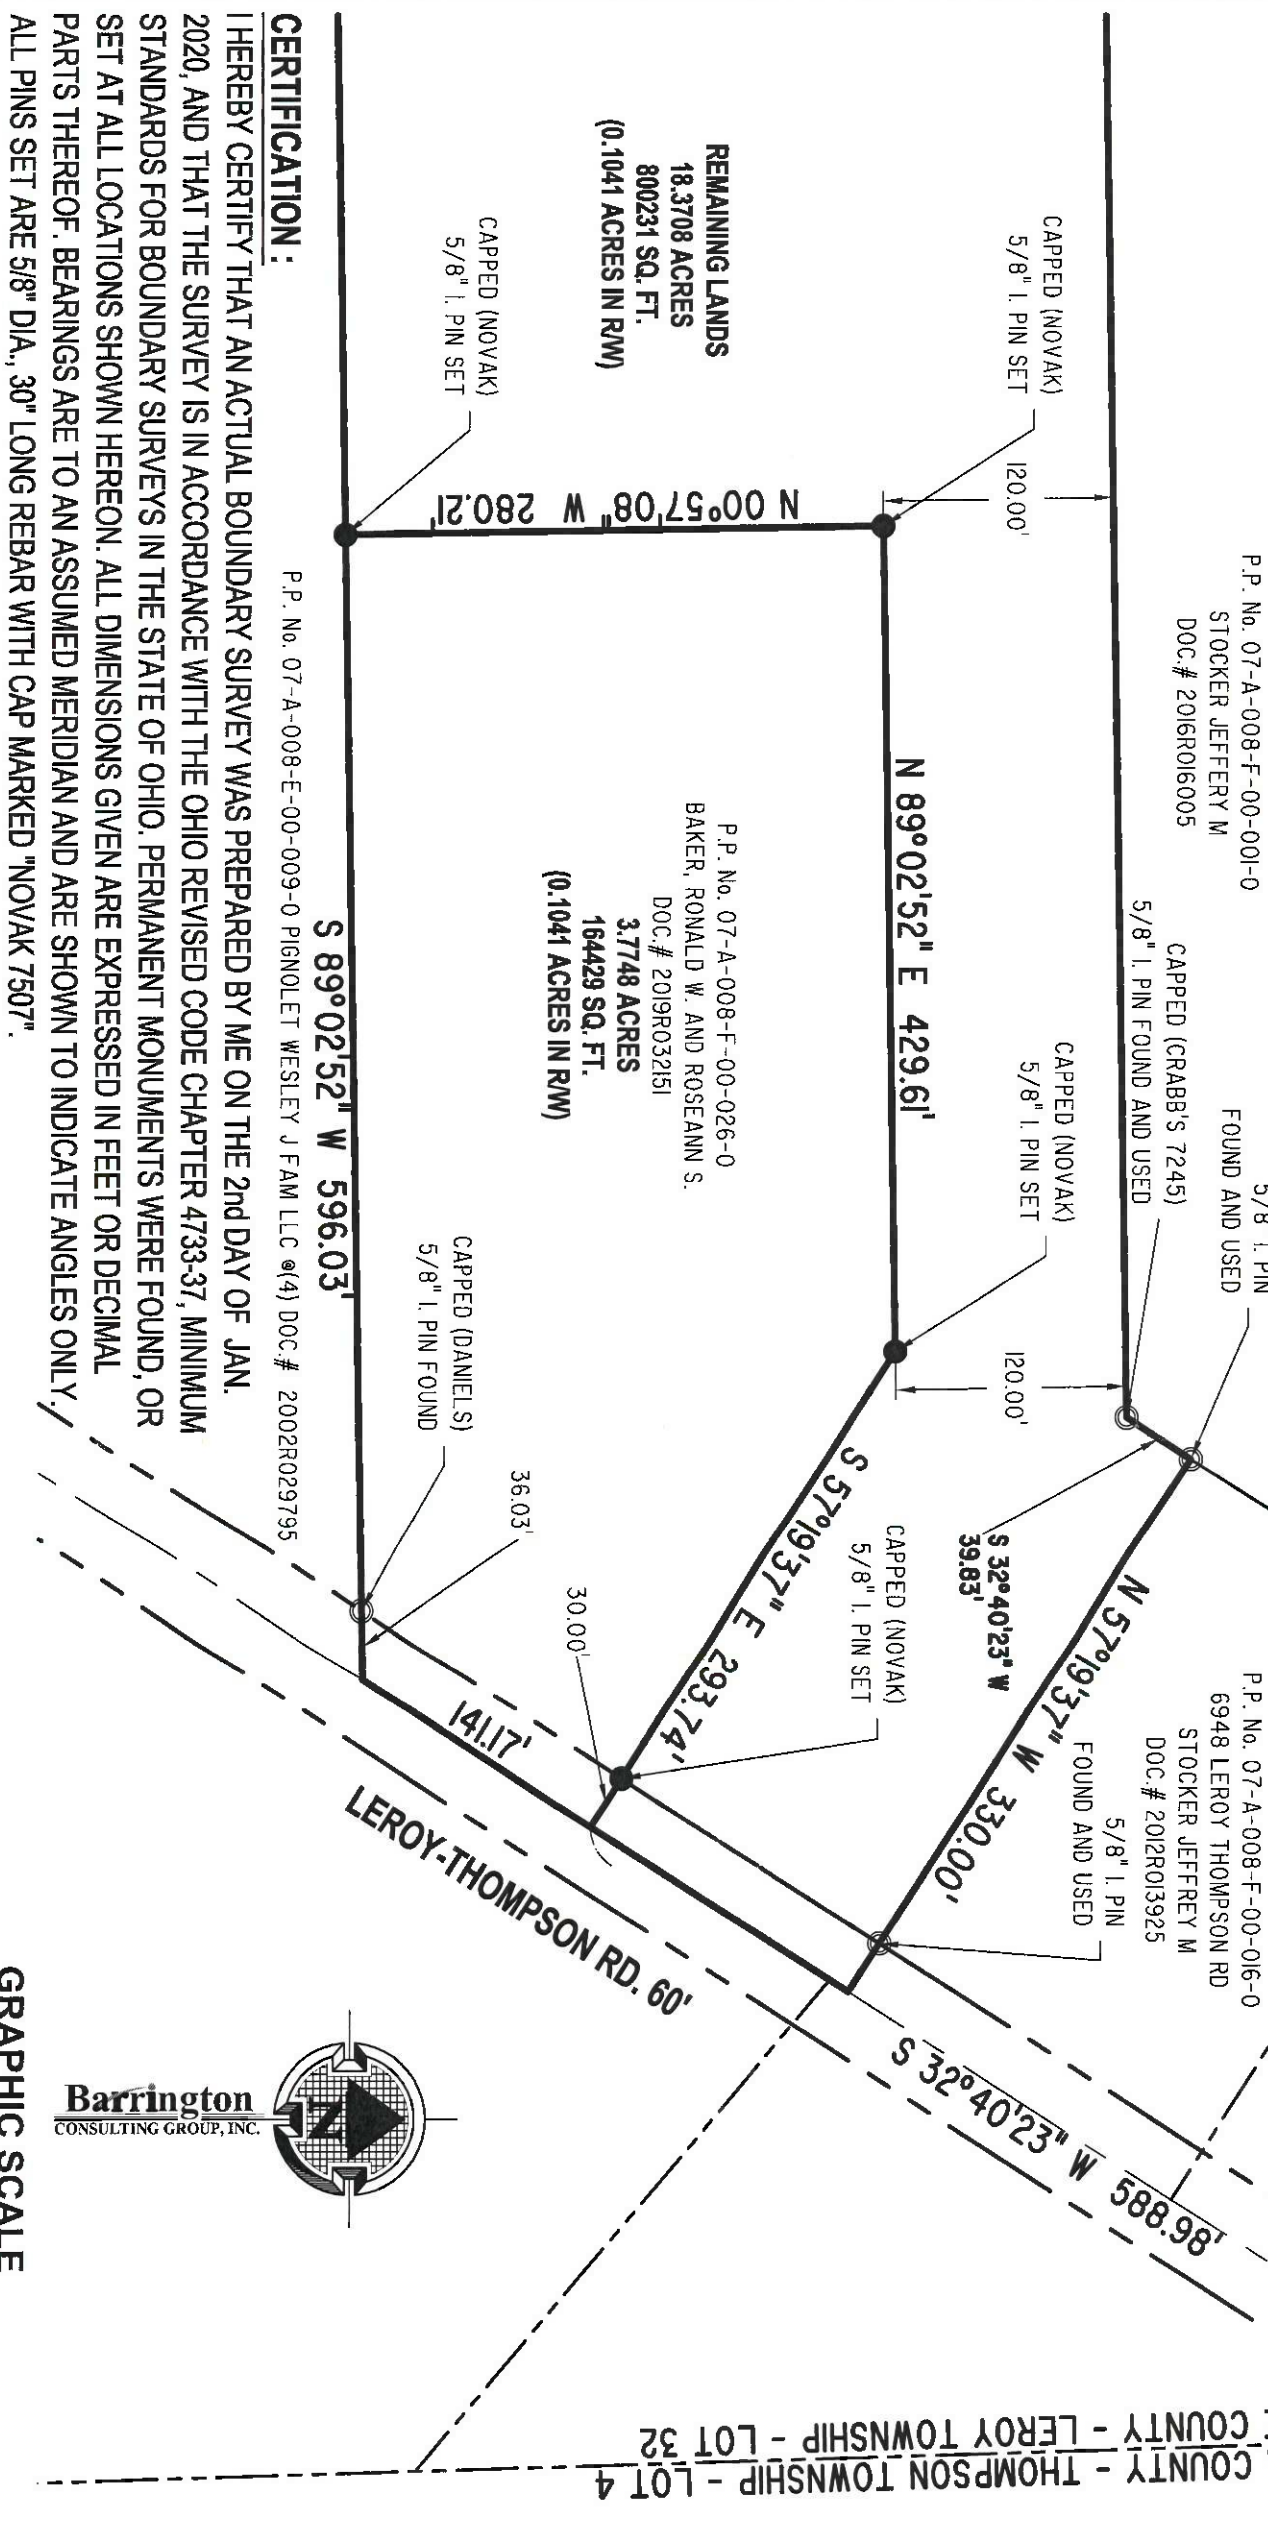 P.P. No. 07-A-008-F-00-001-0
STOCKER JEFFERY M
DOC.# 2016R016005
5/8" I. PIN
FOUND AND USED
P.P. No. 07-A-008-F-00-016-0
6948 LEROY THOMPSON RD
STOCKER JEFFREY M
DOC.# 2012R013925
5/8" I. PIN
FOUND AND USED
CAPPED (CRABB'S 7245)
5/8" I. PIN FOUND AND USED
CAPPED (NOVAK)
5/8" I. PIN SET
120.00'
CAPPED (NOVAK)
5/8" I. PIN SET
120.00'
S 32°40'23" W
39.83'
N 57°19'37" W 330.00'
N 89°02'52" E 429.61'
S 57°19'37" E 293.74'
CAPPED (NOVAK)
5/8" I. PIN SET
30.00'
S 32°40'23" W 588.98'
REMAINING LANDS
18.3708 ACRES
800231 SQ. FT.
(0.1041 ACRES IN R/W)
N 00°57'08" W 280.21'
P.P. No. 07-A-008-F-00-026-0
BAKER, RONALD W. AND ROSEANN S.
DOC.# 2019R032151
3.7748 ACRES
164429 SQ. FT.
(0.1041 ACRES IN R/W)
CAPPED (NOVAK)
5/8" I. PIN SET
CAPPED (DANIELS)
5/8" I. PIN FOUND
36.03'
141.17'
LEROY-THOMPSON RD. 60'
S 89°02'52" W 596.03'
P.P. No. 07-A-008-E-00-009-0 PIGNOLET WESLEY J FAM LLC @(4) DOC.# 2002R029795
COUNTY - LEROY TOWNSHIP - LOT 32
COUNTY - THOMPSON TOWNSHIP - LOT 4
CERTIFICATION :
I HEREBY CERTIFY THAT AN ACTUAL BOUNDARY SURVEY WAS PREPARED BY ME ON THE 2nd DAY OF JAN.
2020, AND THAT THE SURVEY IS IN ACCORDANCE WITH THE OHIO REVISED CODE CHAPTER 4733-37, MINIMUM
STANDARDS FOR BOUNDARY SURVEYS IN THE STATE OF OHIO. PERMANENT MONUMENTS WERE FOUND, OR
SET AT ALL LOCATIONS SHOWN HEREON. ALL DIMENSIONS GIVEN ARE EXPRESSED IN FEET OR DECIMAL
PARTS THEREOF. BEARINGS ARE TO AN ASSUMED MERIDIAN AND ARE SHOWN TO INDICATE ANGLES ONLY.
ALL PINS SET ARE 5/8" DIA., 30" LONG REBAR WITH CAP MARKED "NOVAK 7507".
N
Barrington
CONSULTING GROUP, INC.
GRAPHIC SCALE